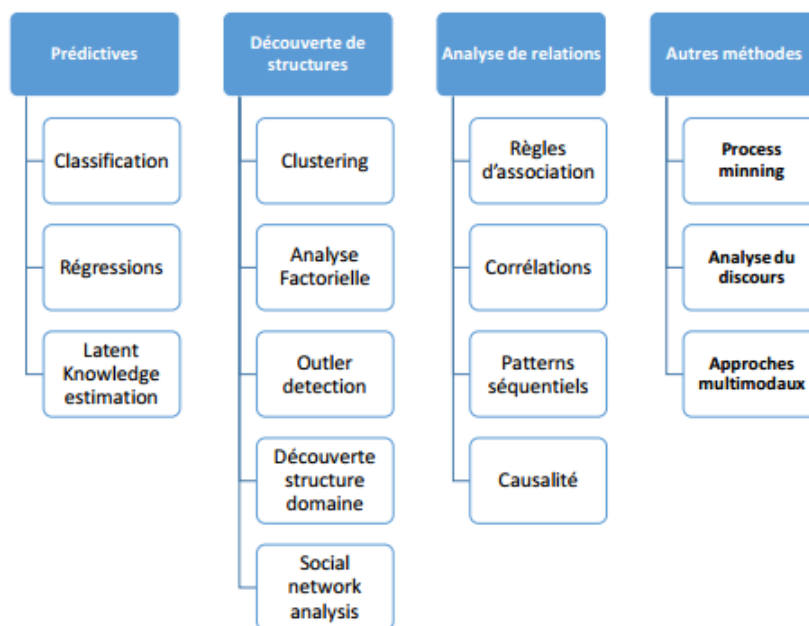 Prédictives
Classification
Régressions
Latent
Knowledge
estimation
Découverte de
structures
Clustering
Analyse
Factorielle
Outler
detection
Découverte
structure
domaine
Social
network
analysis
Analyse de relations
Règles
d'association
Corrélations
Patterns
séquentiels
Causalité
Autres méthodes
Process
minning
Analyse du
discours
Approches
multimodaux